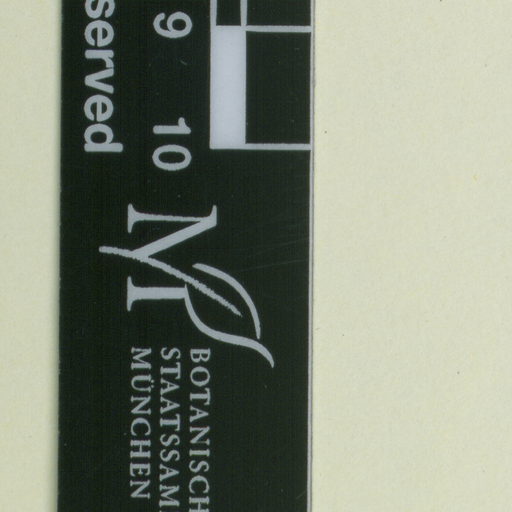 served
9 10
BOTANISCH
STAATSSAM
MÜNCHEN